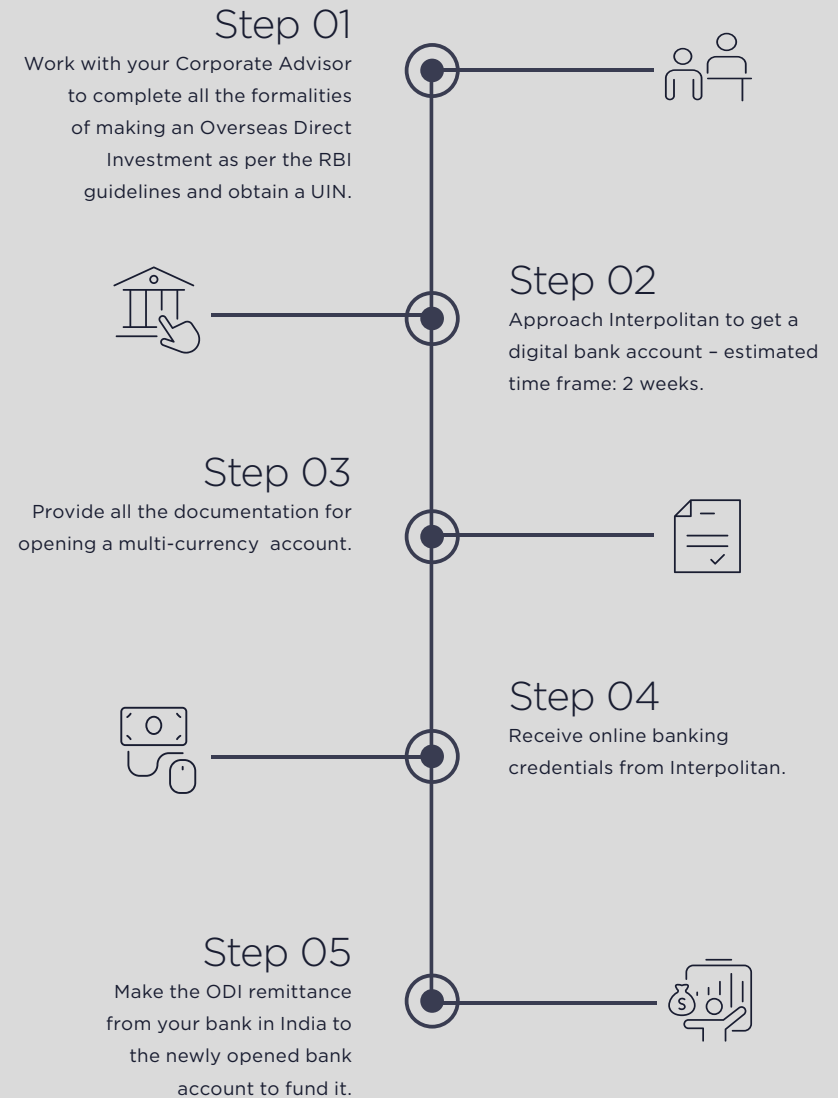 Step 01
Work with your Corporate Advisor
to complete all the formalities
of making an Overseas Direct
Investment as per the RBI
guidelines and obtain a UIN.
Step 02
Approach Interpolitan to get a
digital bank account – estimated
time frame: 2 weeks.
Step 03
Provide all the documentation for
opening a multi-currency  account.
Step 04
Receive online banking
credentials from Interpolitan.
Step 05
Make the ODI remittance
from your bank in India to
the newly opened bank
account to fund it.
$